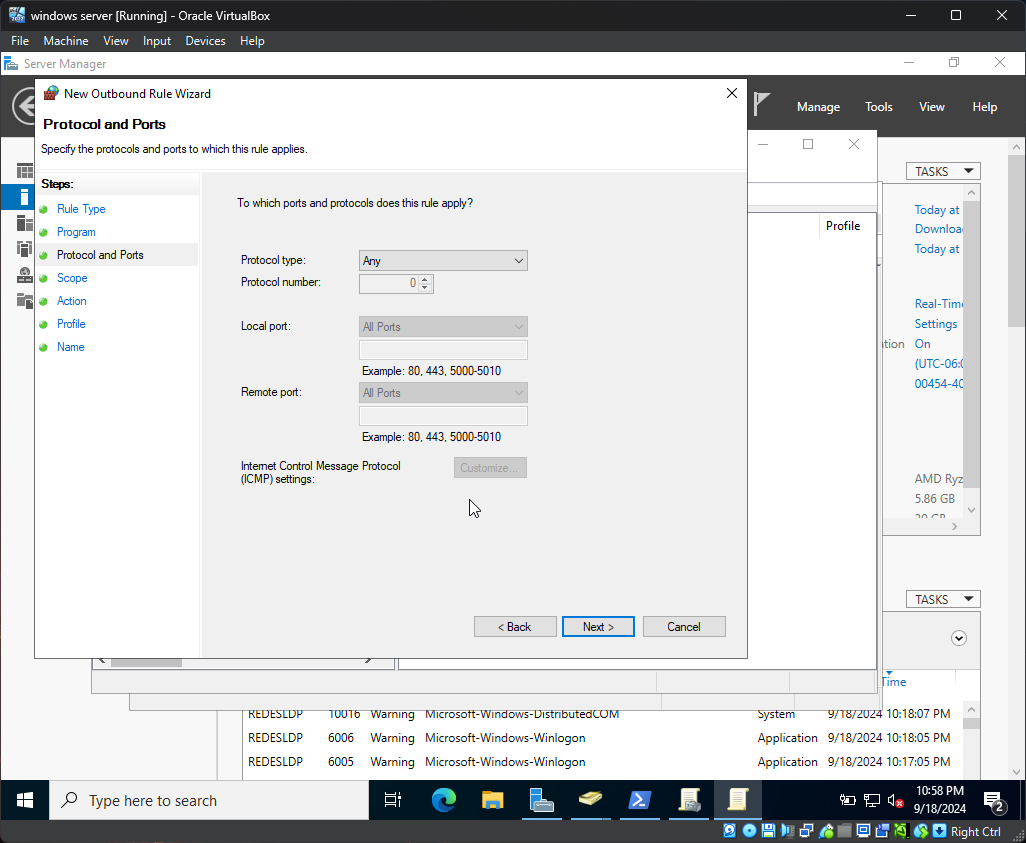 windows server [Running] - Oracle VirtualBox
File Machine View Input Devices Help
Server Manager
New Outbound Rule Wizard
Manage Tools View Help
Protocol and Ports
Specify the protocols and ports to which this rule applies.
Steps:
Rule Type
Program
Protocol and Ports
Scope
Action
Profile
Name
To which ports and protocols does this rule apply?
Protocol type: Any
Protocol number: 0
Local port: All Ports
Example: 80, 443, 5000-5010
Remote port: All Ports
Example: 80, 443, 5000-5010
Internet Control Message Protocol
(ICMP) settings:
Customize...
< Back Next > Cancel
TASKS
Profile
Today at
Downloa
Today at
Real-Time
Settings
tion On
(UTC-06:0
00454-40
AMD Ryz
5.86 GB
TASKS
Time
REDESLDP 10016 Warning Microsoft-Windows-DistributedCOM System 9/18/2024 10:18:07 PM
REDESLDP 6006 Warning Microsoft-Windows-Winlogon Application 9/18/2024 10:18:05 PM
REDESLDP 6005 Warning Microsoft-Windows-Winlogon Application 9/18/2024 10:17:05 PM
Type here to search
10:58 PM
9/18/2024
2
Right Ctrl